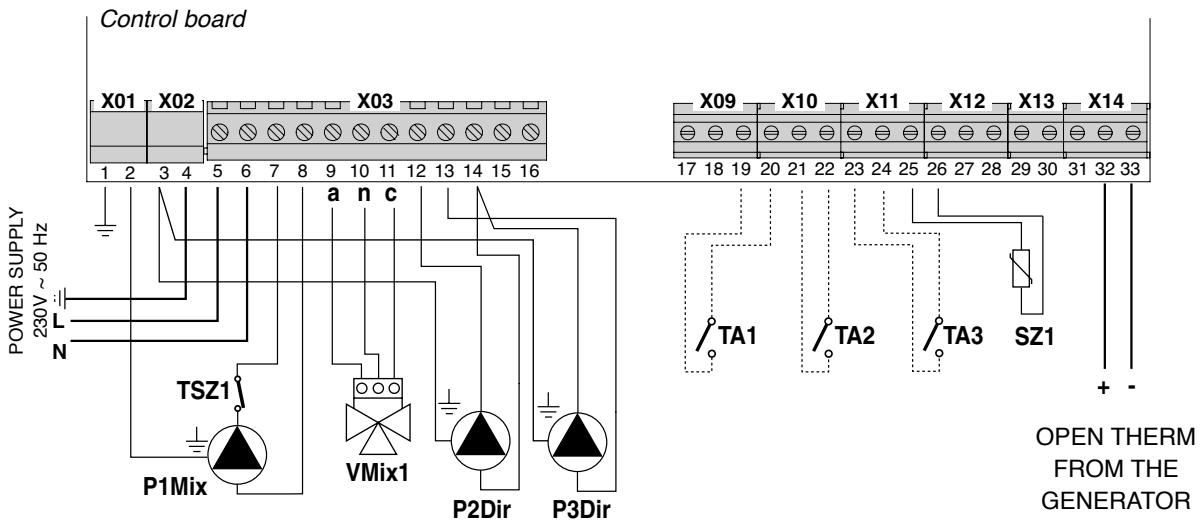 Control board
X01 X02 X03 X09 X10 X11 X12 X13 X14
1 2 3 4 5 6 7 8 9 10 11 12 13 14 15 16 17 18 19 20 21 22 23 24 25 26 27 28 29 30 31 32 33
a n c
POWER SUPPLY
230V ~ 50 Hz
L
N
TSZ1
P1Mix
VMix1
P2Dir
P3Dir
TA1
TA2
TA3
SZ1
+ -
OPEN THERM
FROM THE
GENERATOR